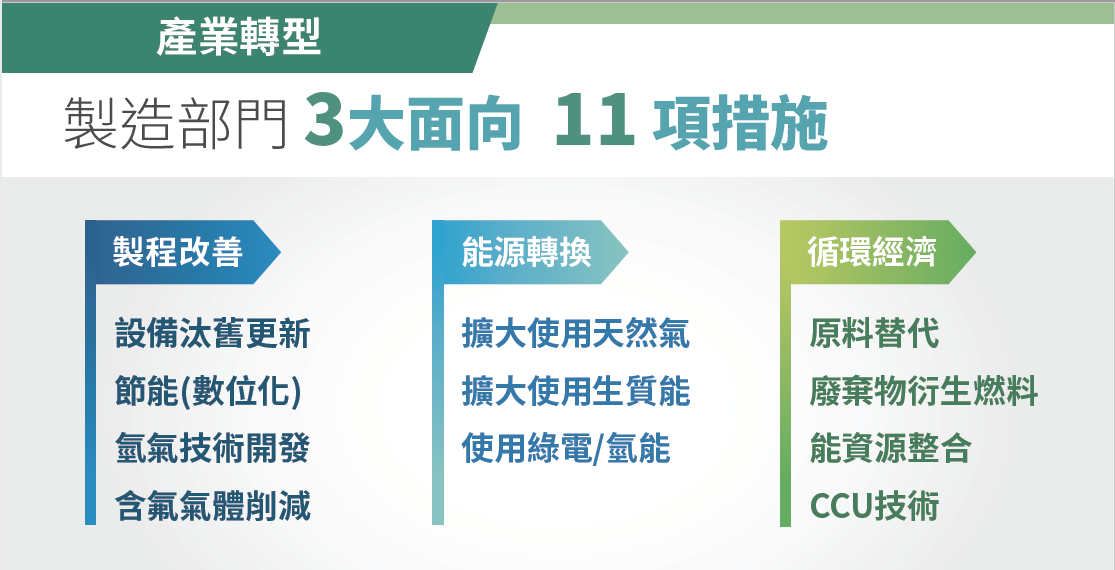 產業轉型
製造部門 3大面向 11 項措施
製程改善
設備汰舊更新
節能(數位化)
氫氣技術開發
含氟氣體削減
能源轉換
擴大使用天然氣
擴大使用生質能
使用綠電/氫能
循環經濟
原料替代
廢棄物衍生燃料
能資源整合
CCU技術